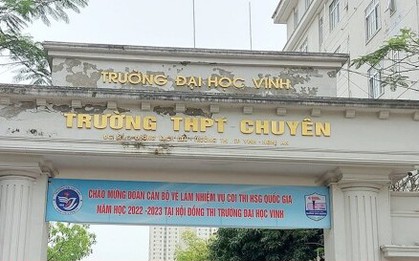 TRƯỜNG ĐẠI HỌC VINH
TRƯỜNG THPT CHUYÊN
CHÀO MỪNG ĐOÀN CÁN BỘ VỀ LÀM NHIỆM VỤ COI THI HSG QUỐC GIA
NĂM HỌC 2022-2023 TẠI HỘI ĐỒNG THI TRƯỜNG ĐẠI HỌC VINH